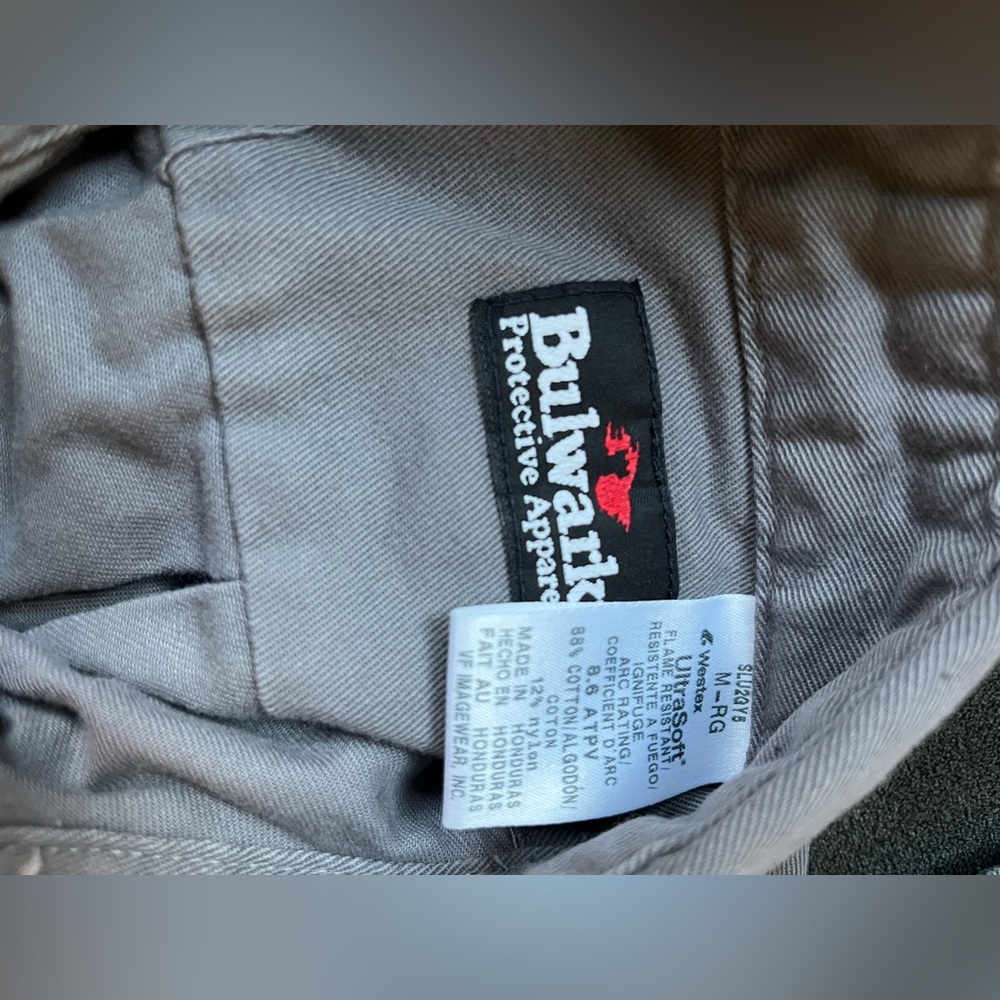 Bulwark
Protective Apparel
SLU2GY8
M-RG
Westex
UltraSoft®
FLAME RESISTANT/
RESISTENTE A FUEGO/
IGNIFUGE
ARC RATING/
COEFFICIENT D'ARC
8.6 ATPV
88% COTTON/ALGODÓN/
COTON
12% nylon
MADE IN HONDURAS
HECHO EN HONDURAS
FAIT AU HONDURAS
VF IMAGEWEAR, INC.